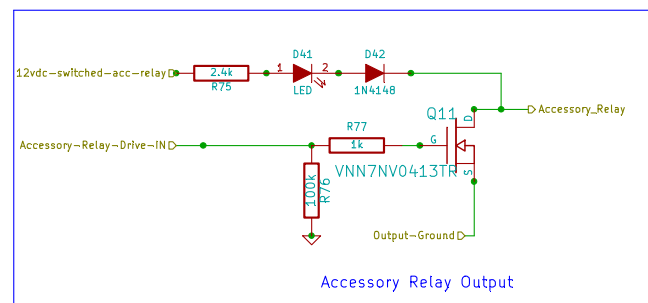 D41
D42
12vdc-switched-acc-relay
2.4k
1
2
R75
LED
1N4148
Accessory_Relay
Q11
D
R77
Accessory-Relay-Drive-IN
1k
G
VNN7NV0413TR
S
100k
R76
Output-Ground
Accessory Relay Output